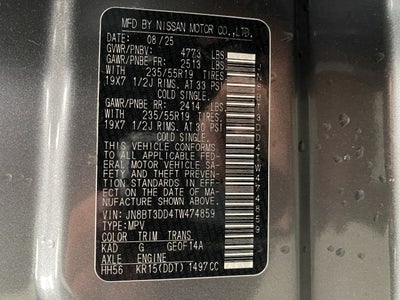 MFD BY NISSAN MOTOR CO.,LTD.
DATE: 08/25
GVWR/PNBV: 4773 LBS
GAWR/PNBE FR: 2513 LBS
WITH 235/55R19 TIRES
19X7 1/2J RIMS, AT 33 PSI
COLD SINGLE.
GAWR/PNBE RR: 2414 LBS
WITH 235/55R19 TIRES
19X7 1/2J RIMS, AT 30 PSI
COLD SINGLE.
THIS VEHICLE CONFORMS
TO ALL APPLICABLE FED-
ERAL MOTOR VEHICLE SA-
FETY AND THEFT PREVEN-
TION STANDARDS IN EFF-
ECT ON THE DATE OF MA-
NUFACTURE SHOWN ABOVE.
VIN: JN8BT3DD4TW474859
TYPE: MPV
COLOR TRIM TRANS
KAD G GE0F14A
AXLE ENGINE
HH56 KR15(DDT) 1497CC